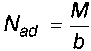 N_ad = M/b